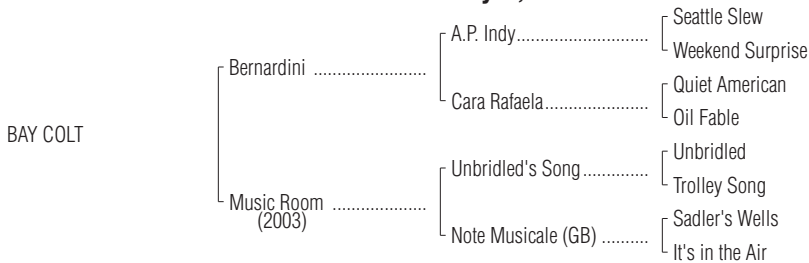 Seattle Slew
A.P. Indy
Weekend Surprise
Bernardini
Quiet American
Cara Rafaela
Oil Fable
BAY COLT
Unbridled
Unbridled's Song
Trolley Song
Music Room
(2003)
Sadler's Wells
Note Musicale (GB)
It's in the Air